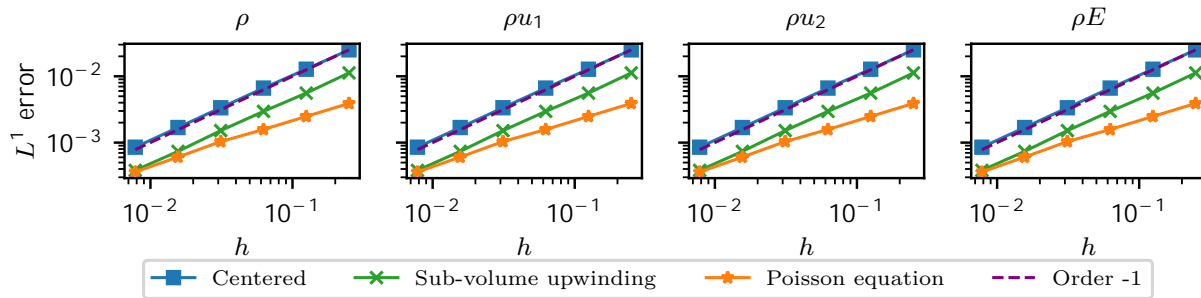 ρ ρu₁ ρu₂ ρE
L¹ error
10⁻²
10⁻³
10⁻² 10⁻¹ 10⁻² 10⁻¹ 10⁻² 10⁻¹ 10⁻² 10⁻¹
h h h h
Centered Sub-volume upwinding Poisson equation Order -1